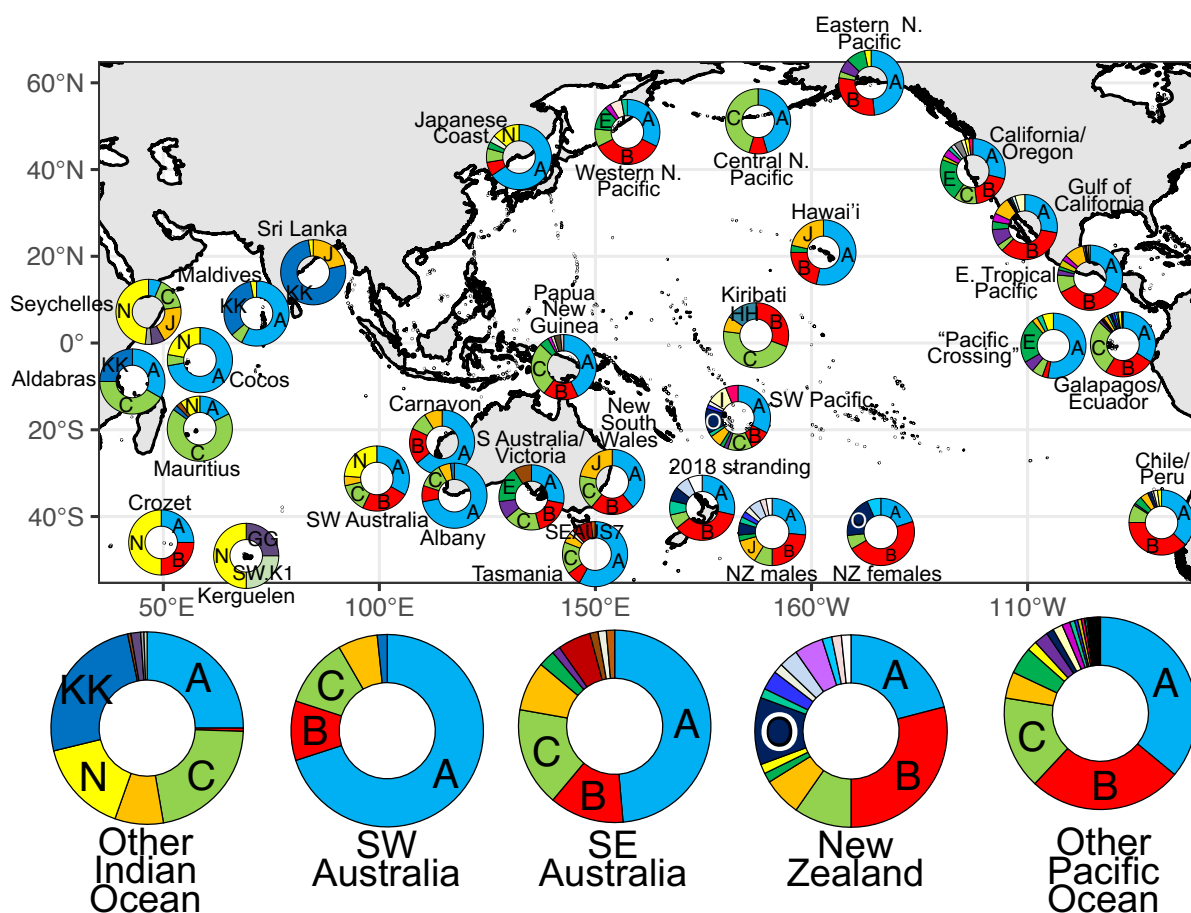 Eastern N.
Pacific
60°N
A
B
Japanese
Coast
N
A
E
A
B
Western N.
Pacific
C
A
Central N.
Pacific
California/
Oregon
A
E
C
B
40°N
Gulf of
California
A
B
Hawai'i
J
A
B
Sri Lanka
J
KK
Maldives
KK
A
20°N
Seychelles
N
C
J
E. Tropical
Pacific
A
B
Papua
New
Guinea
A
C
B
Kiribati
HH
B
C
"Pacific
Crossing"
E
A
C
A
B
Galapagos/
Ecuador
0°
N
A
Cocos
KK
A
C
Aldabras
N
A
C
Mauritius
Carnavon
A
B
S Australia/
Victoria
E
A
C
B
New
South
Wales
J
A
C
B
SW Pacific
I
A
O
B
C
20°S
N
A
C
B
SW Australia
C
A
Albany
2018 stranding
A
B
Chile/
Peru
A
B
40°S
Crozet
N
A
B
GG
N
SW.K1
Kerguelen
SEAUS7
C
A
B
Tasmania
A
J
B
NZ males
O
A
B
NZ females
50°E
100°E
150°E
160°W
110°W
KK
A
N
C
Other
Indian
Ocean
C
B
A
SW
Australia
A
C
B
SE
Australia
A
O
B
New
Zealand
A
C
B
Other
Pacific
Ocean